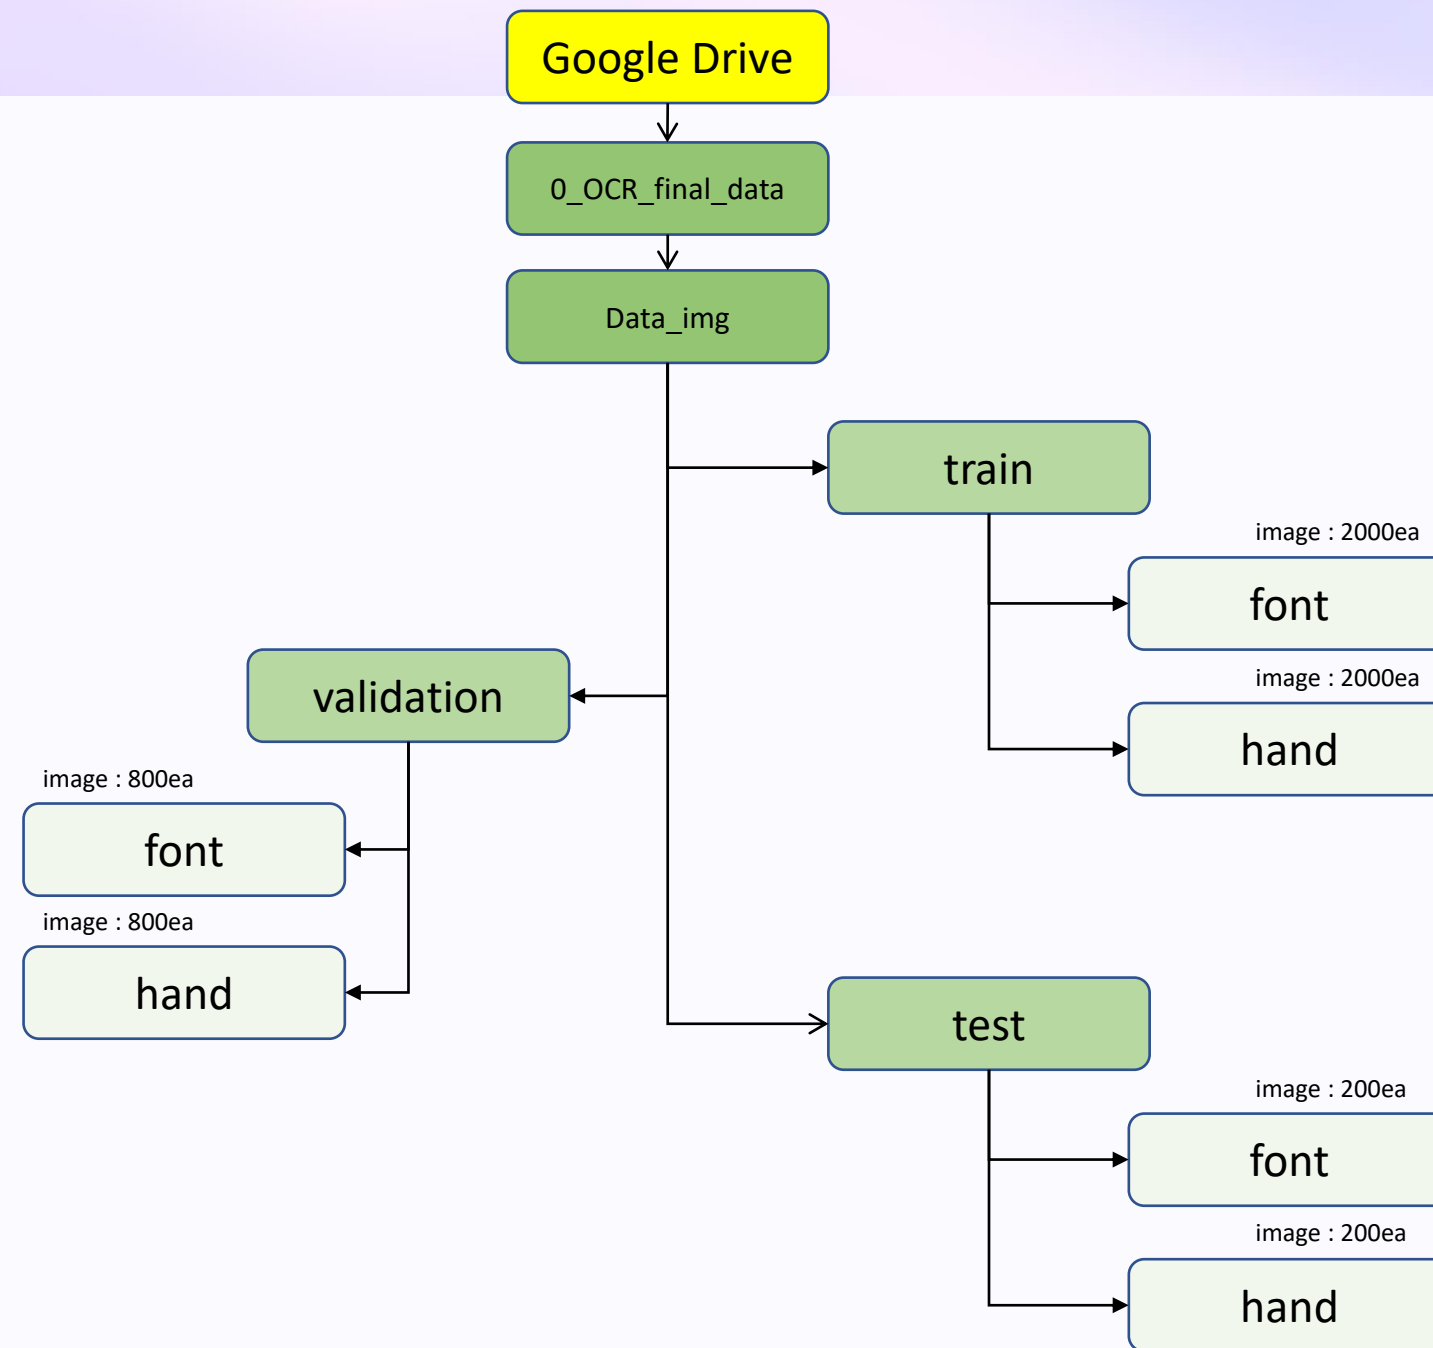 Google Drive
0_OCR_final_data
Data_img
train
image : 2000ea
font
image : 2000ea
hand
validation
image : 800ea
font
image : 800ea
hand
test
image : 200ea
font
image : 200ea
hand